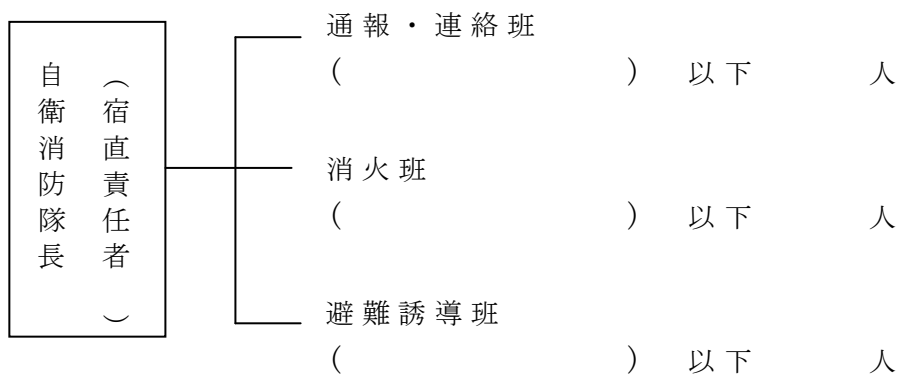 自衛消防隊長
（宿直責任者　）
通報・連絡班
（　　　　　　　　）　以下　　　人
消火班
（　　　　　　　　）　以下　　　人
避難誘導班
（　　　　　　　　）　以下　　　人